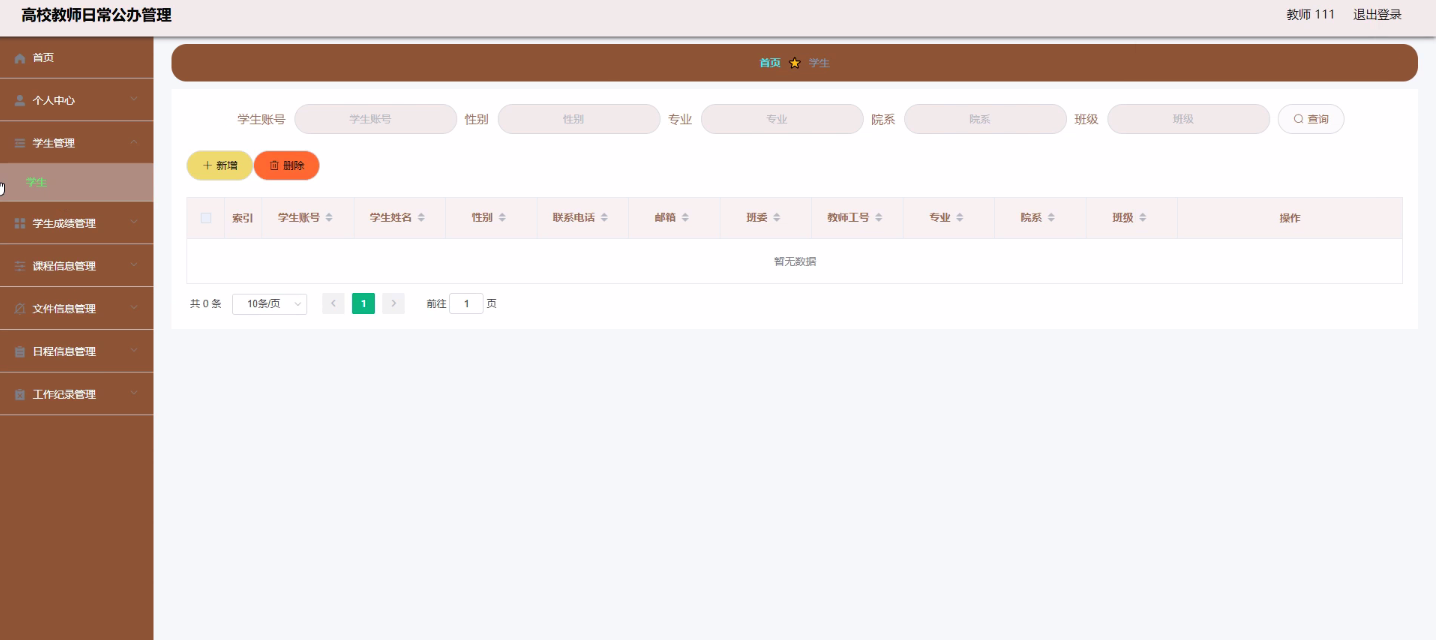 高校教师日常公办管理
教师 111 退出登录
首页
个人中心
学生管理
学生
学生成绩管理
课程信息管理
文件信息管理
日程信息管理
工作纪录管理
首页 学生
学生账号 学生账号 性别 性别 专业 专业 院系 院系 班级 班级 查询
新增 删除
索引 学生账号 学生姓名 性别 联系电话 邮箱 班委 教师工号 专业 院系 班级 操作
暂无数据
共 0 条 10条/页 1 前往 1 页